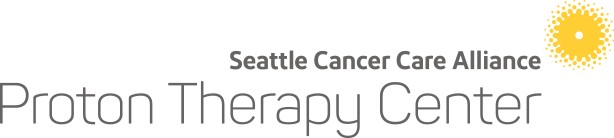 Seattle Cancer Care Alliance
Proton Therapy Center